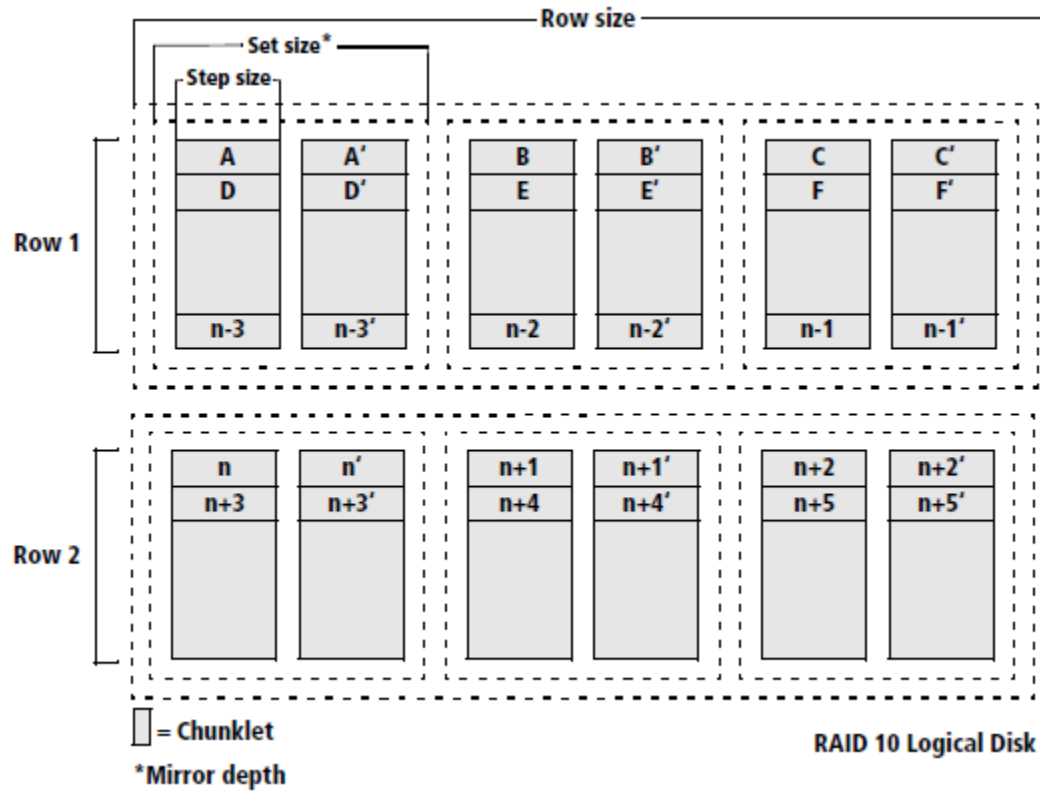 Row size
Set size*
Step size
A A' B B' C C'
D D' E E' F F'
Row 1
n-3 n-3' n-2 n-2' n-1 n-1'
n n' n+1 n+1' n+2 n+2'
n+3 n+3' n+4 n+4' n+5 n+5'
Row 2
= Chunklet
RAID 10 Logical Disk
*Mirror depth